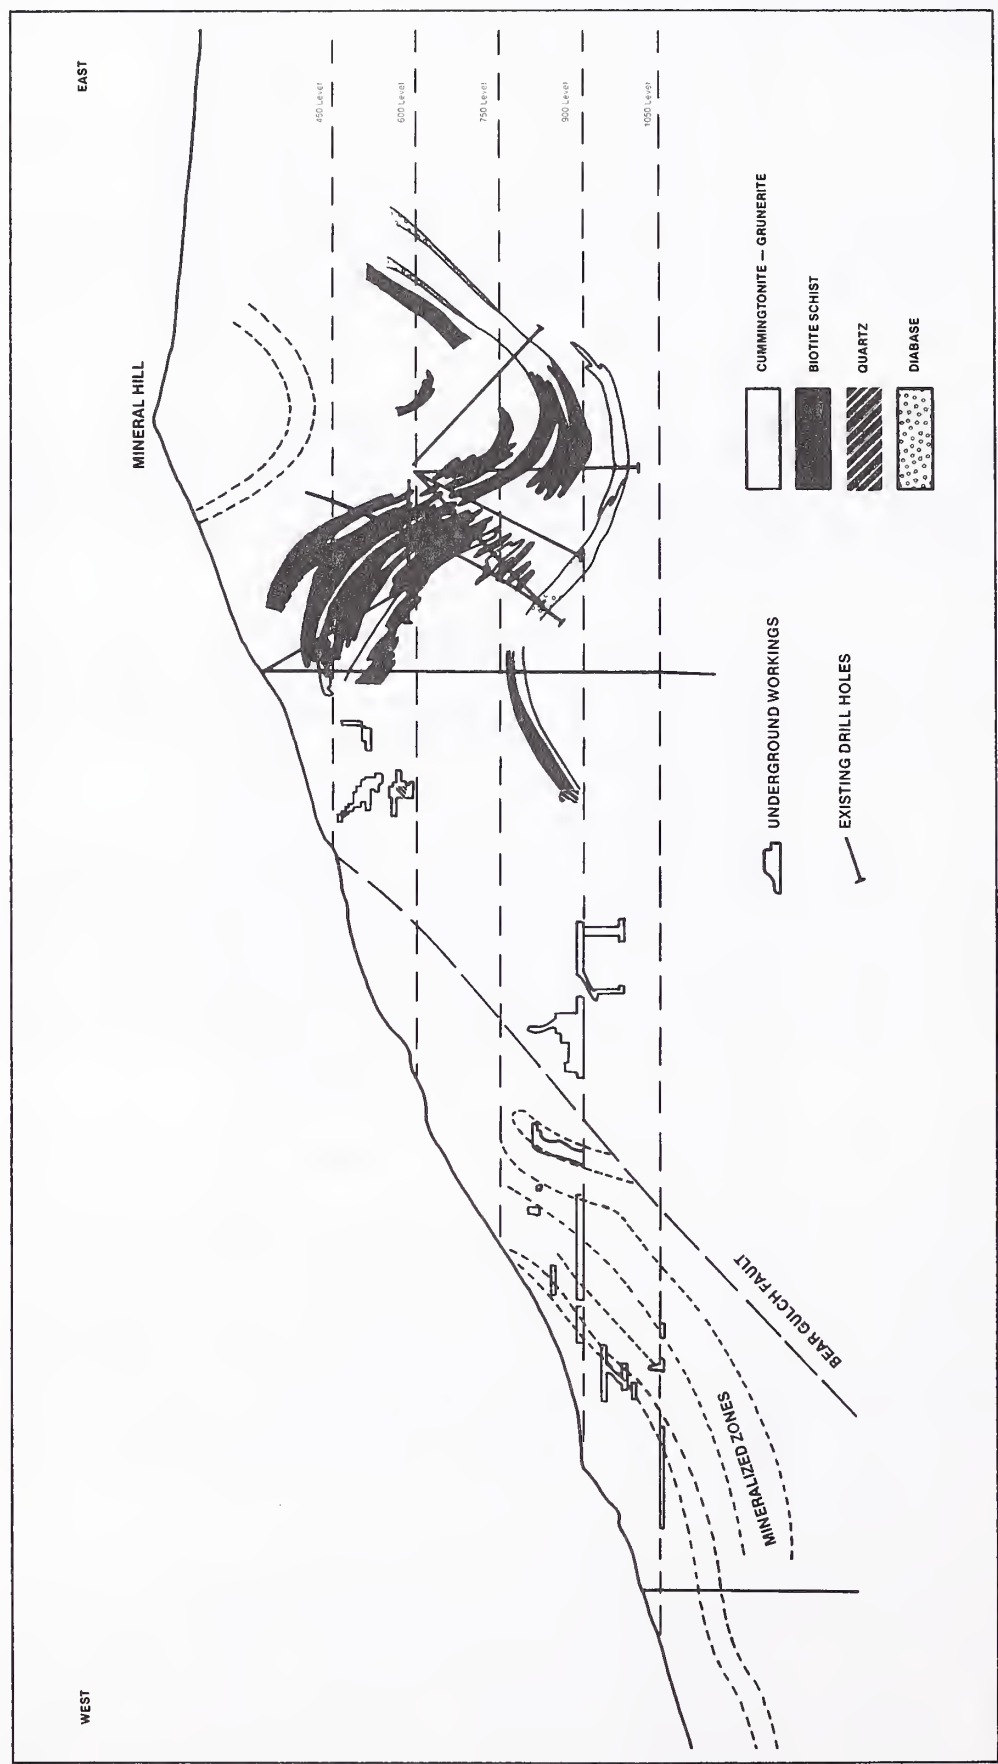 WEST
EAST
MINERAL HILL
450 Level
600 Level
750 Level
900 Level
1050 Level
BEAR GULCH FAULT
MINERALIZED ZONES
UNDERGROUND WORKINGS
EXISTING DRILL HOLES
CUMMINGTONITE — GRUNERITE
BIOTITE SCHIST
QUARTZ
DIABASE